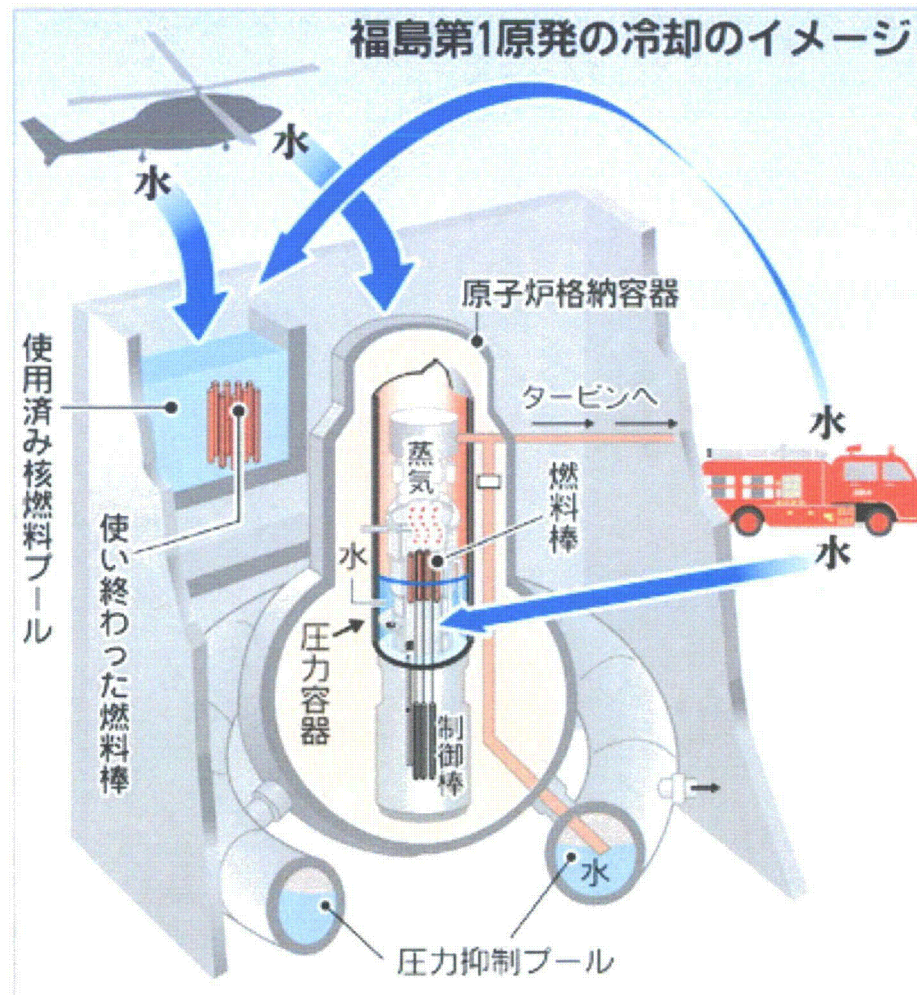 福島第1原発の冷却のイメージ
水
水
原子炉格納容器
使用済み核燃料プール
タービンへ
水
蒸気
燃料棒
水
水
使い終わった燃料棒
圧力容器
制御棒
水
圧力抑制プール